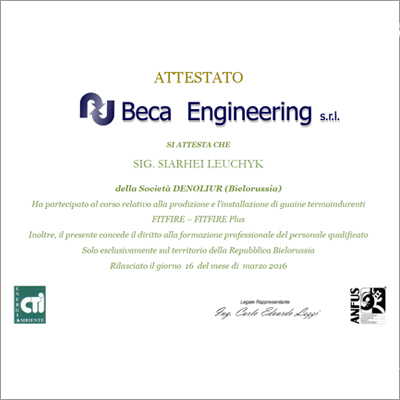 ATTESTATO
Beca Engineering s.r.l.
SI ATTESTA CHE
SIG. SIARHEI LEUCHYK
della Società DENOLIUR (Bielorussia)
Ha partecipato al corso relativo alla prodizione e l'installazione di guaine termoindurenti
FITFIRE – FITFIRE Plus
Inoltre, il presente concede il diritto alla formazione professionale del personale qualificato
Solo esclusivamente sul territorio della Repubblica Bielorussia
Rilasciato il giorno 16 del mese di marzo 2016
Legale Rappresentante
Ing. Carlo Edoardo Lezzi
ENERGIA
CTI
AMBIENTE
ANFUS